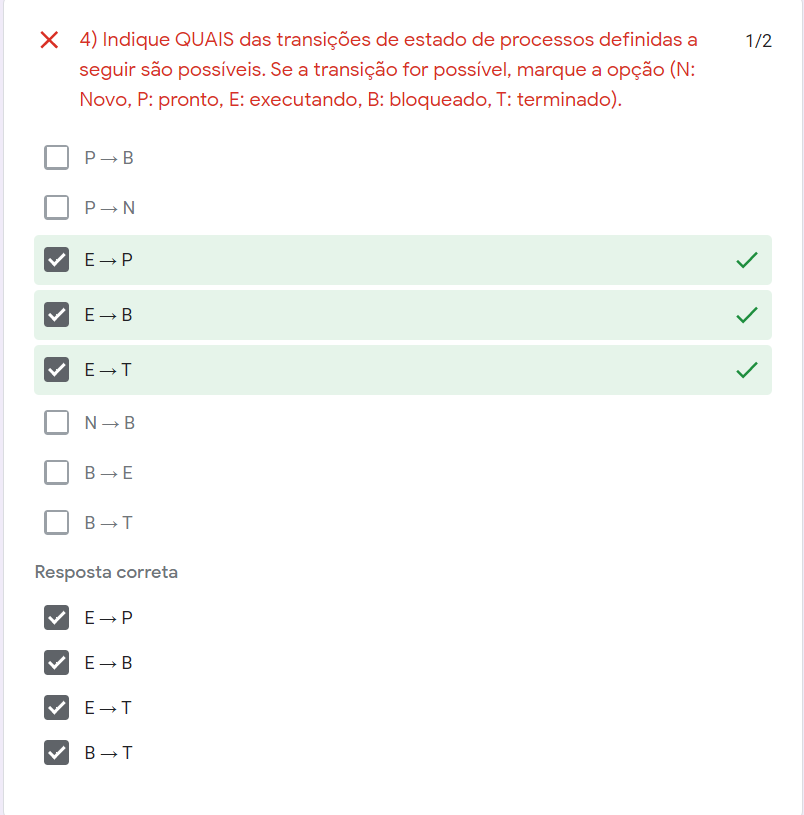 4) Indique QUAIS das transições de estado de processos definidas a
1/2
seguir são possíveis. Se a transição for possível, marque a opção (N:
Novo, P: pronto, E: executando, B: bloqueado, T: terminado).
P → B
P → N
E → P
E → B
E → T
N → B
B → E
B → T
Resposta correta
E → P
E → B
E → T
B → T